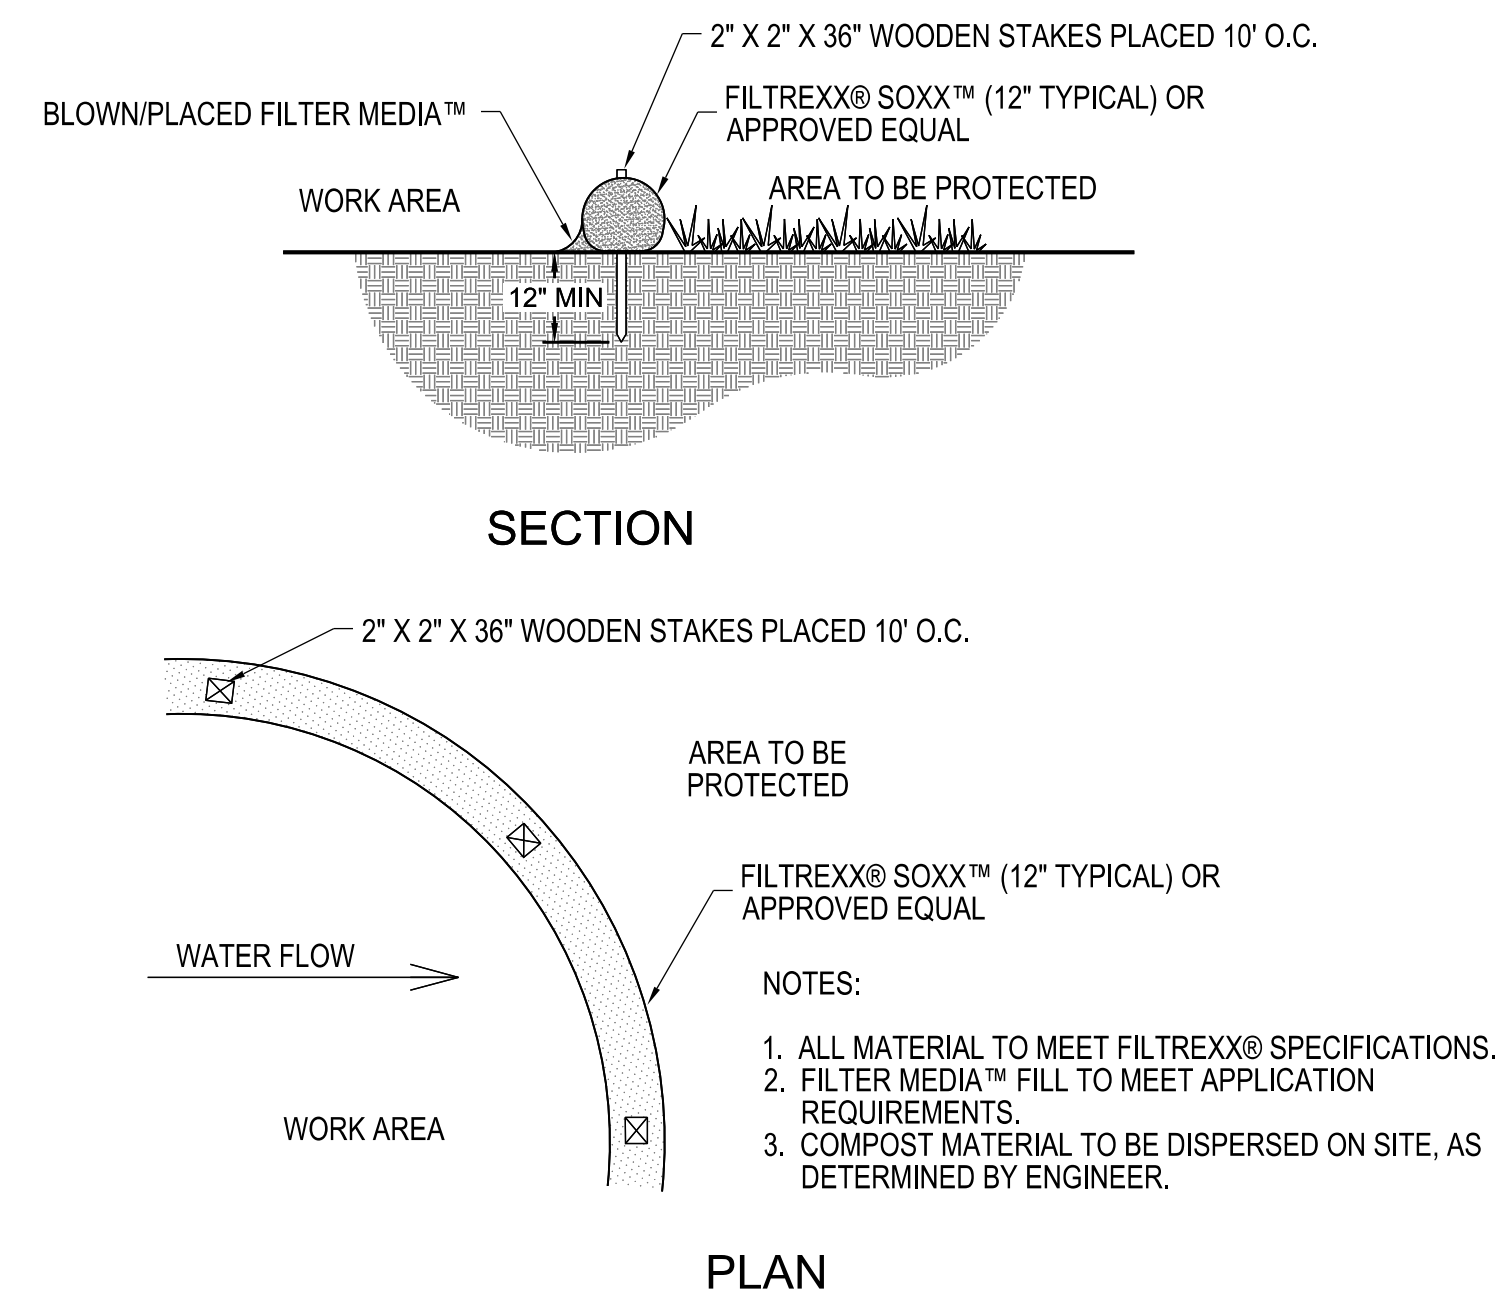 2" X 2" X 36" WOODEN STAKES PLACED 10' O.C.
FILTREXX® SOXX™ (12" TYPICAL) OR
APPROVED EQUAL
BLOWN/PLACED FILTER MEDIA™
WORK AREA
AREA TO BE PROTECTED
12" MIN
SECTION
2" X 2" X 36" WOODEN STAKES PLACED 10' O.C.
AREA TO BE
PROTECTED
FILTREXX® SOXX™ (12" TYPICAL) OR
APPROVED EQUAL
WATER FLOW
WORK AREA
NOTES:
1. ALL MATERIAL TO MEET FILTREXX® SPECIFICATIONS.
2. FILTER MEDIA™ FILL TO MEET APPLICATION
REQUIREMENTS.
3. COMPOST MATERIAL TO BE DISPERSED ON SITE, AS
DETERMINED BY ENGINEER.
PLAN